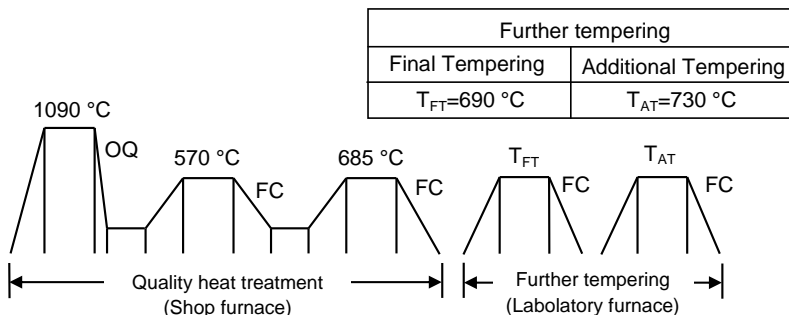 Further tempering
Final Tempering Additional Tempering
T_FT=690 °C T_AT=730 °C
1090 °C
OQ
570 °C
FC
685 °C
FC
T_FT
FC
T_AT
FC
Quality heat treatment
(Shop furnace)
Further tempering
(Labolatory furnace)